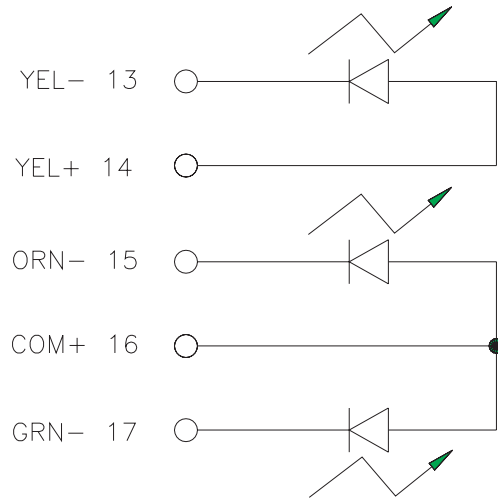 YEL- 13
YEL+ 14
ORN- 15
COM+ 16
GRN- 17